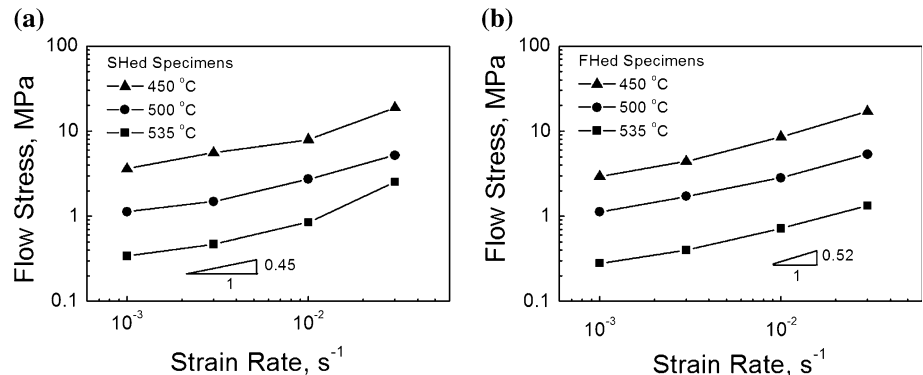 (a)
Flow Stress, MPa
100
10
1
0.1
SHed Specimens
450 °C
500 °C
535 °C
0.45
1
10⁻³
10⁻²
Strain Rate, s⁻¹
(b)
Flow Stress, MPa
100
10
1
0.1
FHed Specimens
450 °C
500 °C
535 °C
0.52
1
10⁻³
10⁻²
Strain Rate, s⁻¹